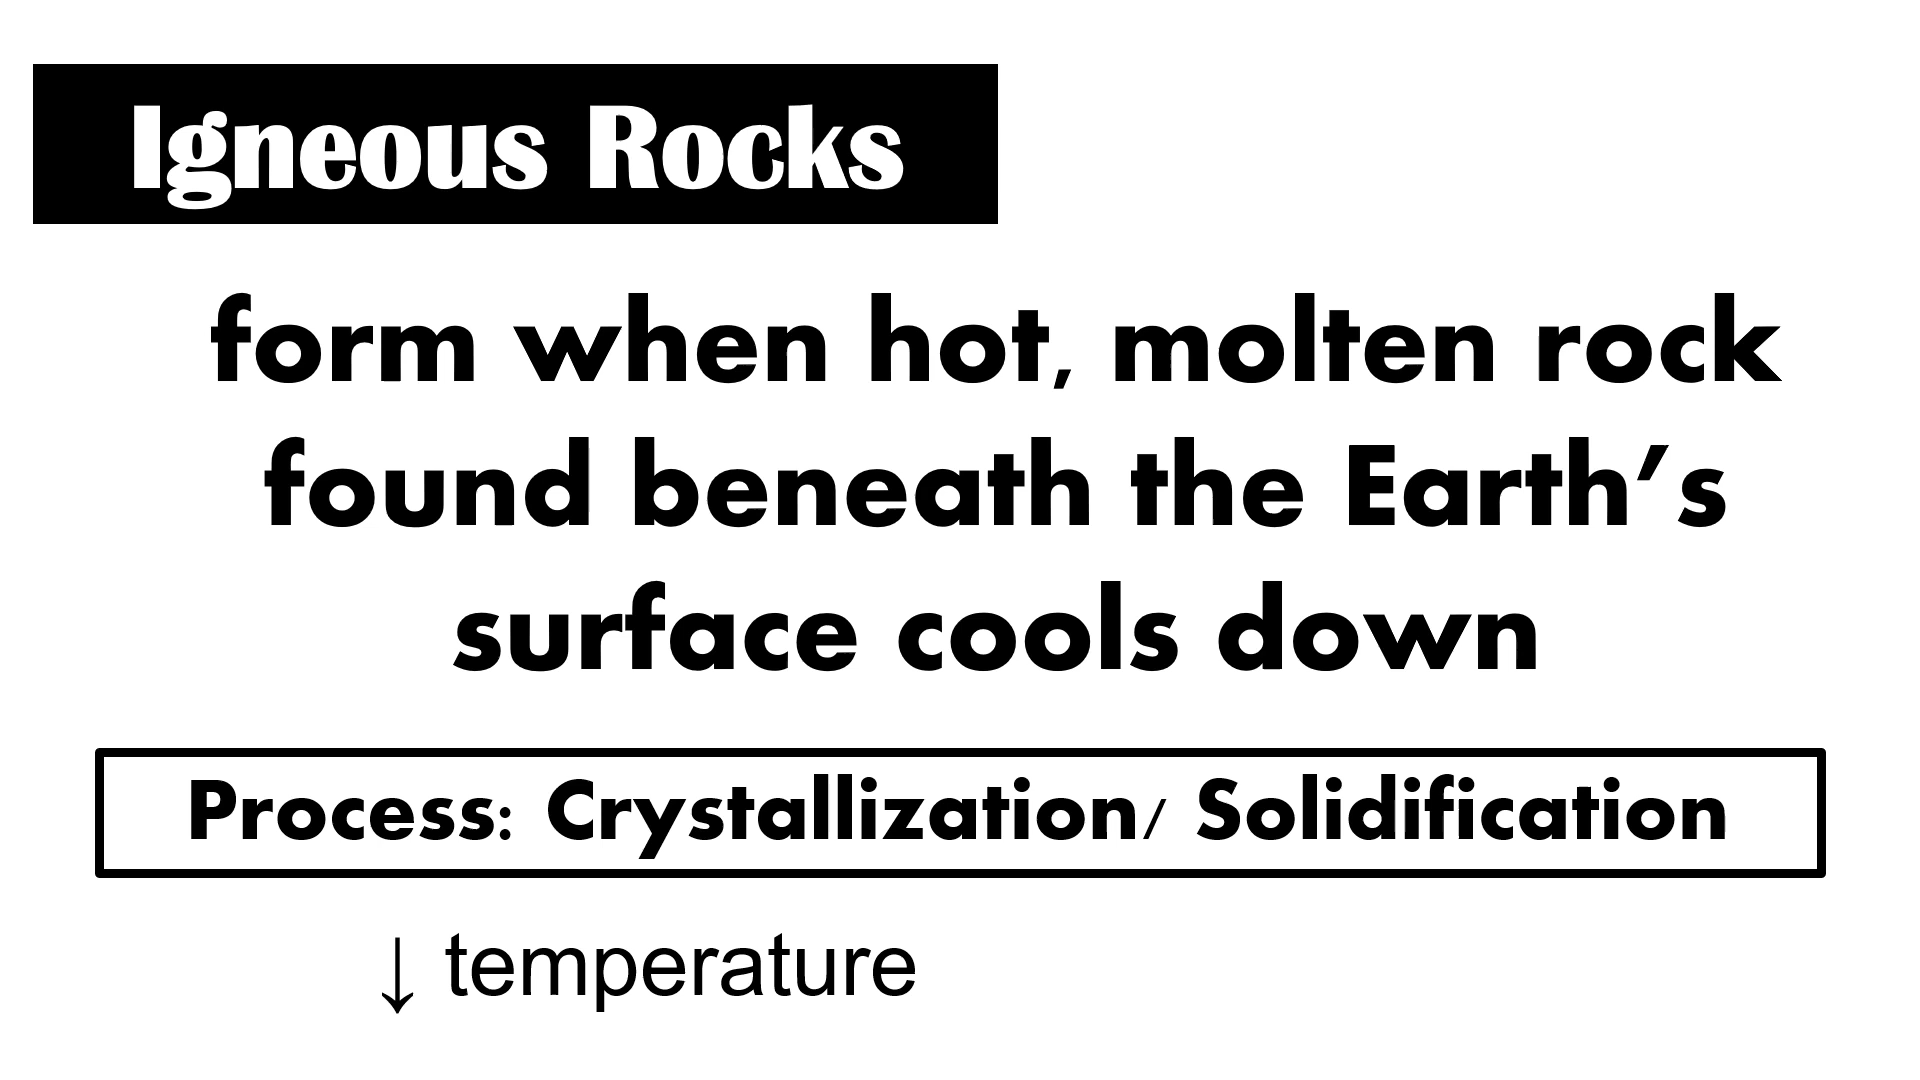 Igneous Rocks
form when hot, molten rock
found beneath the Earth’s
surface cools down
Process: Crystallization/ Solidification
↓ temperature